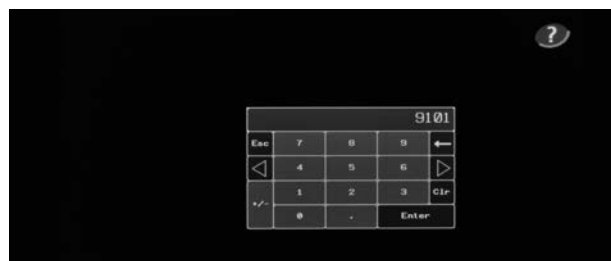 ?
9101
Esc 7 8 9 ←
◁ 4 5 6 ▷
+/- 1 2 3 Clr
0 . Enter